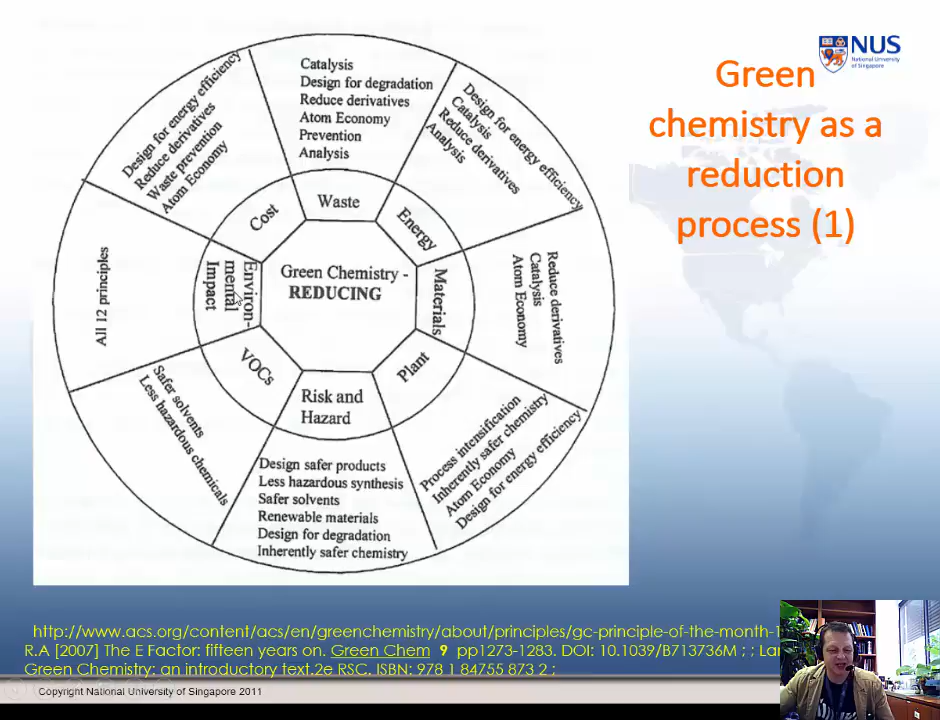 NUS
National University
of Singapore
Green
chemistry as a
reduction
process (1)
Green Chemistry -
REDUCING
Waste
Catalysis
Design for degradation
Reduce derivatives
Atom Economy
Prevention
Analysis
Energy
Design for energy efficiency
Catalysis
Reduce derivatives
Analysis
Materials
Reduce derivatives
Catalysis
Atom Economy
Plant
Process intensification
Inherently safer chemistry
Atom Economy
Design for energy efficiency
Risk and
Hazard
Design safer products
Less hazardous synthesis
Safer solvents
Renewable materials
Design for degradation
Inherently safer chemistry
VOCs
Safer solvents
Less hazardous chemicals
Environ-
mental
Impact
All 12 principles
Cost
Design for energy efficiency
Reduce derivatives
Waste prevention
Atom Economy
http://www.acs.org/content/acs/en/greenchemistry/about/principles/gc-principle-of-the-month-1
R.A [2007] The E Factor: fifteen years on. Green Chem 9 pp1273-1283. DOI: 10.1039/B713736M ; ;
Green Chemistry: an introductory text.2e RSC. ISBN: 978 1 84755 873 2 ;
Copyright National University of Singapore 2011